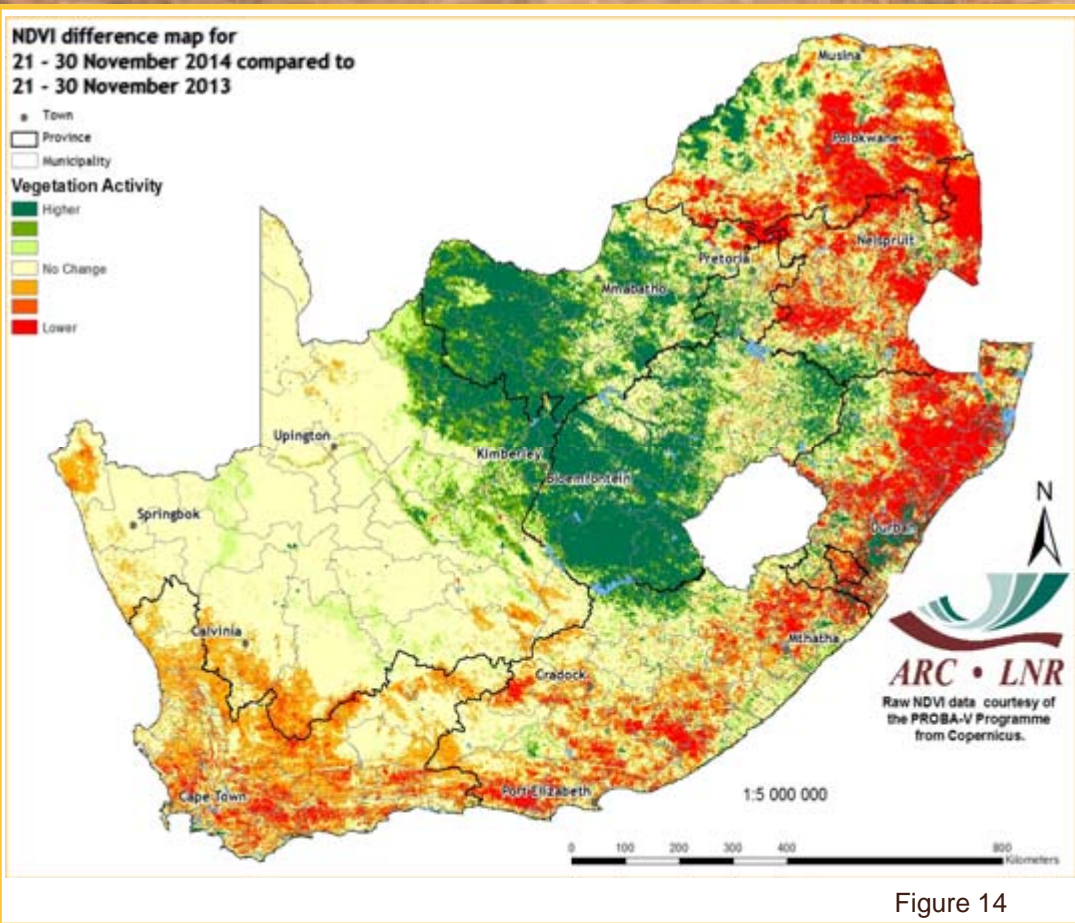 NDVI difference map for
21 - 30 November 2014 compared to
21 - 30 November 2013
Town
Province
Municipality
Vegetation Activity
Higher
No Change
Lower
Musina
Polokwane
Nelspruit
Pretoria
Mmabatho
Upington
Kimberley
Bloemfontein
Springbok
Durban
Calvinia
Mthatha
Cradock
Cape Town
Port Elizabeth
N
ARC • LNR
Raw NDVI data courtesy of
the PROBA-V Programme
from Copernicus.
1:5 000 000
0 100 200 300 400 800
Kilometers
Figure 14